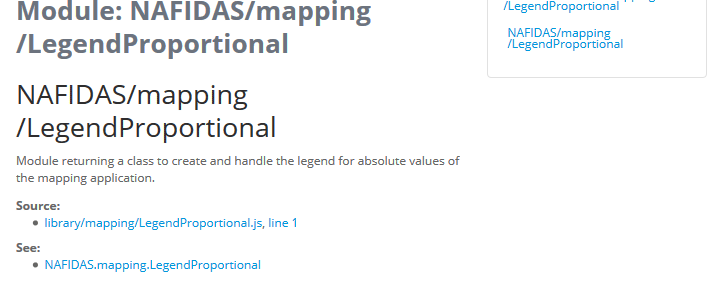 Module: NAFIDAS/mapping
/LegendProportional
NAFIDAS/mapping
/LegendProportional
Module returning a class to create and handle the legend for absolute values of
the mapping application.
Source:
library/mapping/LegendProportional.js, line 1
See:
NAFIDAS.mapping.LegendProportional
/LegendProportional
NAFIDAS/mapping
/LegendProportional